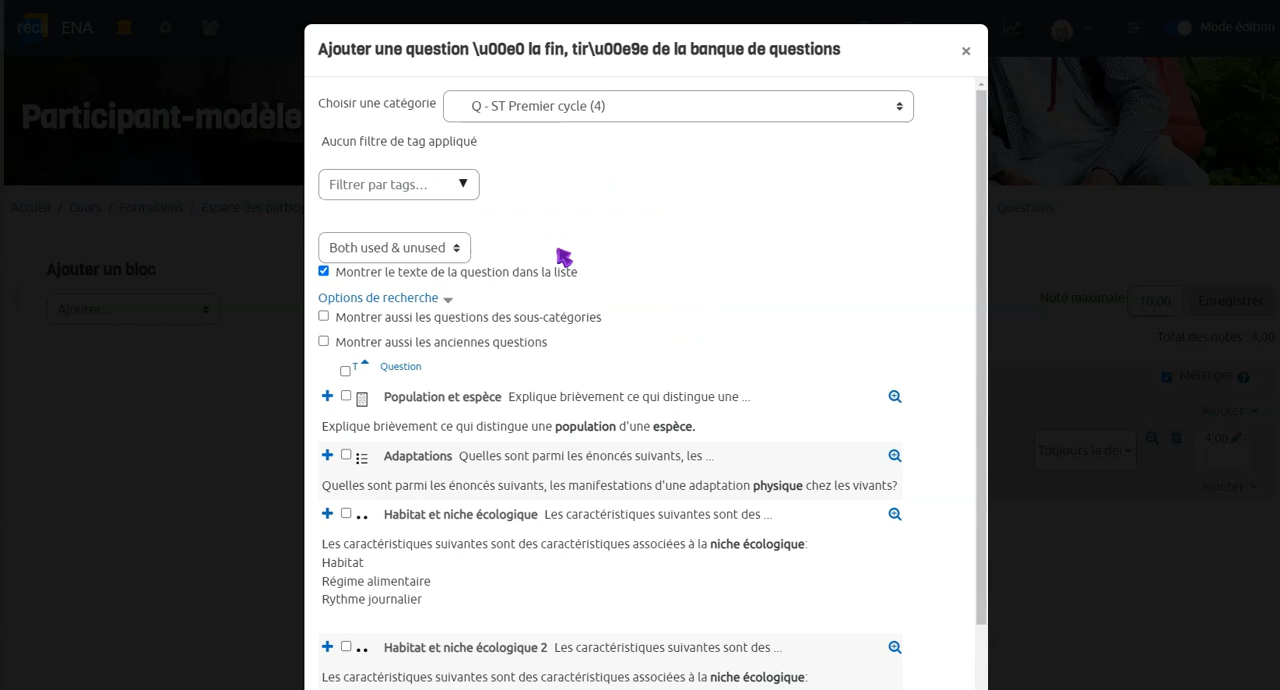 récit ENA
Mode édition
Ajouter une question \u00e0 la fin, tir\u00e9e de la banque de questions
×
Participant-modèle
Choisir une catégorie Q - ST Premier cycle (4)
Aucun filtre de tag appliqué
Filtrer par tags... ▼
Accueil / Cours / Formations / Espace des particip
Questions
Both used & unused
Ajouter un bloc
Montrer le texte de la question dans la liste
Options de recherche
Note maximale 10,00 Enregistrer
Ajouter...
Montrer aussi les questions des sous-catégories
Total des notes : 4,00
Montrer aussi les anciennes questions
T Question
Mélanger
Population et espèce Explique brièvement ce qui distingue une ...
Ajouter
Explique brièvement ce qui distingue une population d'une espèce.
4,00
Toujours la der
Adaptations Quelles sont parmi les énoncés suivants, les ...
Quelles sont parmi les énoncés suivants, les manifestations d'une adaptation physique chez les vivants?
Ajouter
Habitat et niche écologique Les caractéristiques suivantes sont des ...
Les caractéristiques suivantes sont des caractéristiques associées à la niche écologique:
Habitat
Régime alimentaire
Rythme journalier
Habitat et niche écologique 2 Les caractéristiques suivantes sont des ...
Les caractéristiques suivantes sont des caractéristiques associées à la niche écologique: